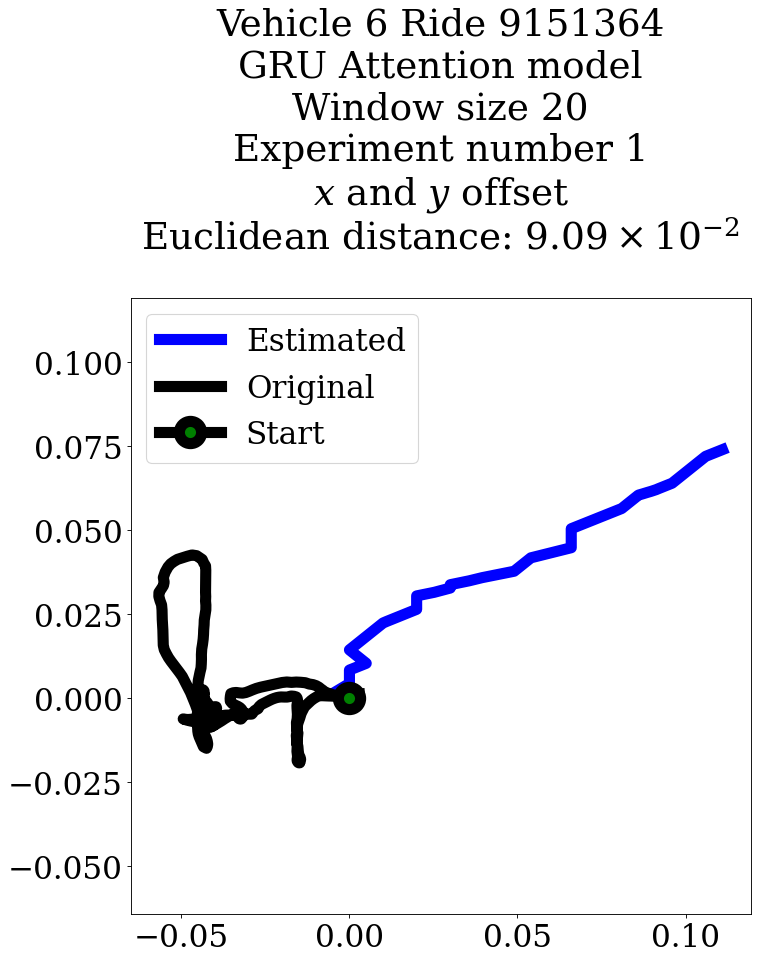 Vehicle 6 Ride 9151364
GRU Attention model
Window size 20
Experiment number 1
x and y offset
Euclidean distance: 9.09 × 10⁻²
Estimated
Original
Start
0.100
0.075
0.050
0.025
0.000
−0.025
−0.050
−0.05 0.00 0.05 0.10